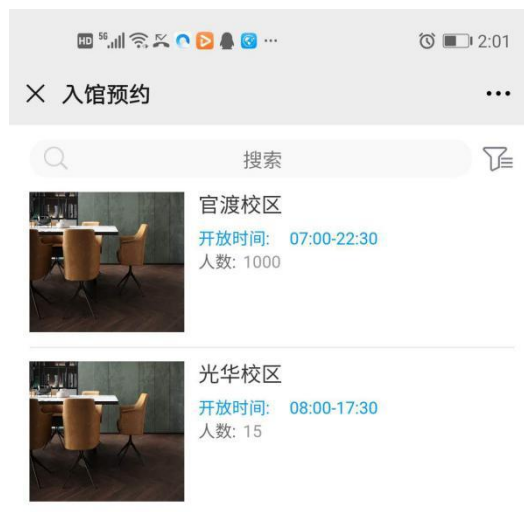 HD 5G 2:01
入馆预约
搜索
官渡校区
开放时间: 07:00-22:30
人数: 1000
光华校区
开放时间: 08:00-17:30
人数: 15